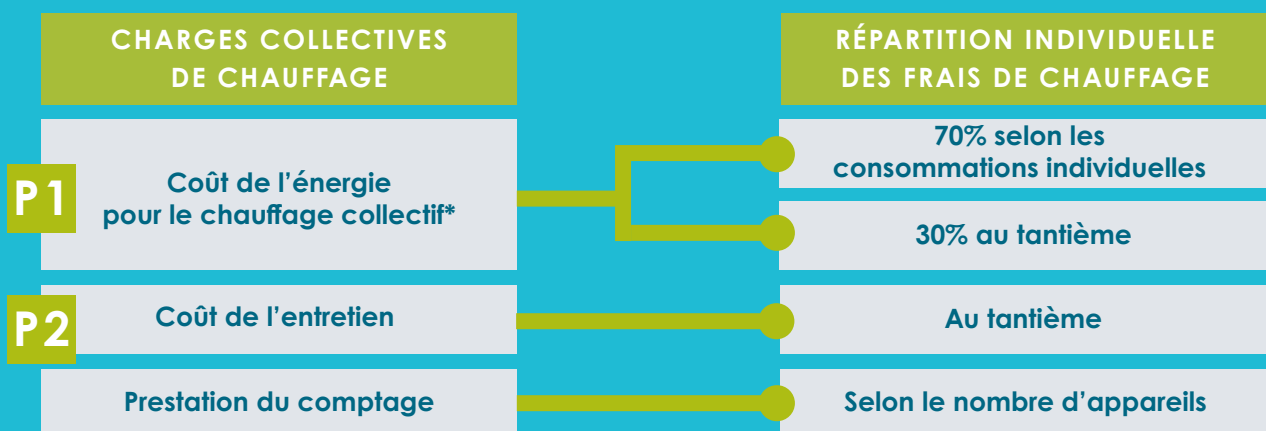 CHARGES COLLECTIVES
DE CHAUFFAGE
RÉPARTITION INDIVIDUELLE
DES FRAIS DE CHAUFFAGE
P1
Coût de l’énergie
pour le chauffage collectif*
70% selon les
consommations individuelles
30% au tantième
P2
Coût de l’entretien
Au tantième
Prestation du comptage
Selon le nombre d’appareils